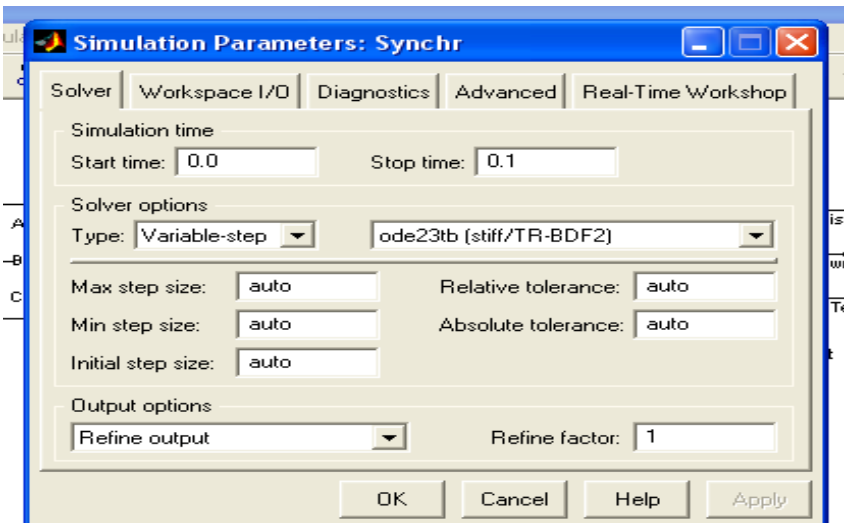 Simulation Parameters: Synchr
Solver Workspace I/O Diagnostics Advanced Real-Time Workshop
Simulation time
Start time: 0.0 Stop time: 0.1
Solver options
Type: Variable-step ode23tb (stiff/TR-BDF2)
Max step size: auto Relative tolerance: auto
Min step size: auto Absolute tolerance: auto
Initial step size: auto
Output options
Refine output Refine factor: 1
OK Cancel Help Apply